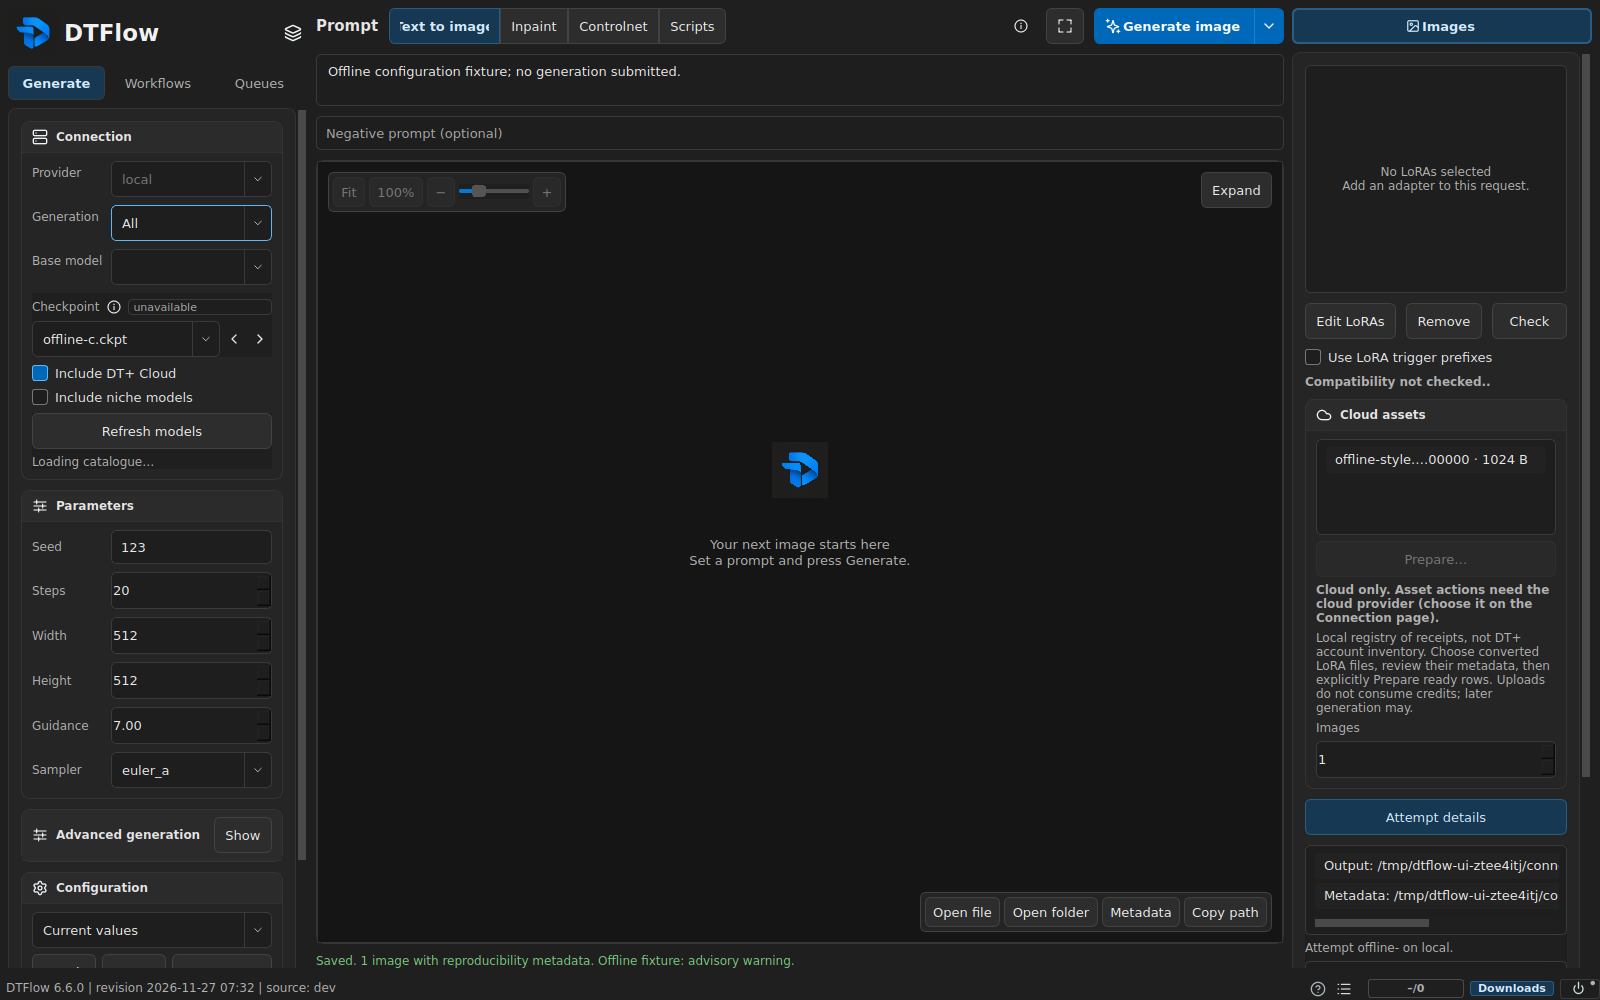 DTFlow
Generate
Workflows
Queues
Connection
Provider
local
Generation
All
Base model
Checkpoint
unavailable
offline-c.ckpt
Include DT+ Cloud
Include niche models
Refresh models
Loading catalogue...
Parameters
Seed
123
Steps
20
Width
512
Height
512
Guidance
7.00
Sampler
euler_a
Advanced generation
Show
Configuration
Current values
Prompt
Text to image
Inpaint
Controlnet
Scripts
Generate image
Offline configuration fixture; no generation submitted.
Negative prompt (optional)
Fit
100%
−
+
Expand
Your next image starts here
Set a prompt and press Generate.
Open file
Open folder
Metadata
Copy path
Saved. 1 image with reproducibility metadata. Offline fixture: advisory warning.
Images
No LoRAs selected
Add an adapter to this request.
Edit LoRAs
Remove
Check
Use LoRA trigger prefixes
Compatibility not checked..
Cloud assets
offline-style....00000 · 1024 B
Prepare...
Cloud only. Asset actions need the
cloud provider (choose it on the
Connection page).
Local registry of receipts, not DT+
account inventory. Choose converted
LoRA files, review their metadata, then
explicitly Prepare ready rows. Uploads
do not consume credits; later
generation may.
Images
1
Attempt details
Output: /tmp/dtflow-ui-ztee4itj/conn
Metadata: /tmp/dtflow-ui-ztee4itj/co
Attempt offline- on local.
DTFlow 6.6.0 | revision 2026-11-27 07:32 | source: dev
-/0
Downloads